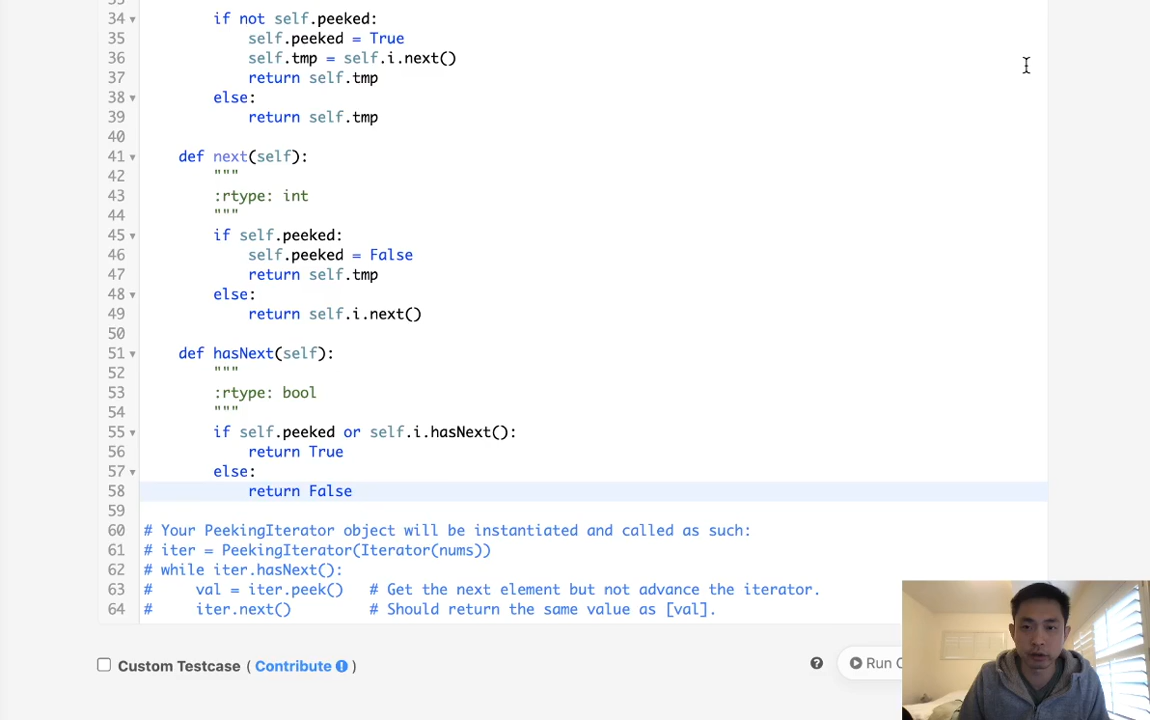 34 if not self.peeked:
35 self.peeked = True
36 self.tmp = self.i.next()
37 return self.tmp
38 else:
39 return self.tmp
40
41 def next(self):
42 """
43 :rtype: int
44 """
45 if self.peeked:
46 self.peeked = False
47 return self.tmp
48 else:
49 return self.i.next()
50
51 def hasNext(self):
52 """
53 :rtype: bool
54 """
55 if self.peeked or self.i.hasNext():
56 return True
57 else:
58 return False
59
60 # Your PeekingIterator object will be instantiated and called as such:
61 # iter = PeekingIterator(Iterator(nums))
62 # while iter.hasNext():
63 # val = iter.peek() # Get the next element but not advance the iterator.
64 # iter.next() # Should return the same value as [val].
Custom Testcase ( Contribute )
? Run